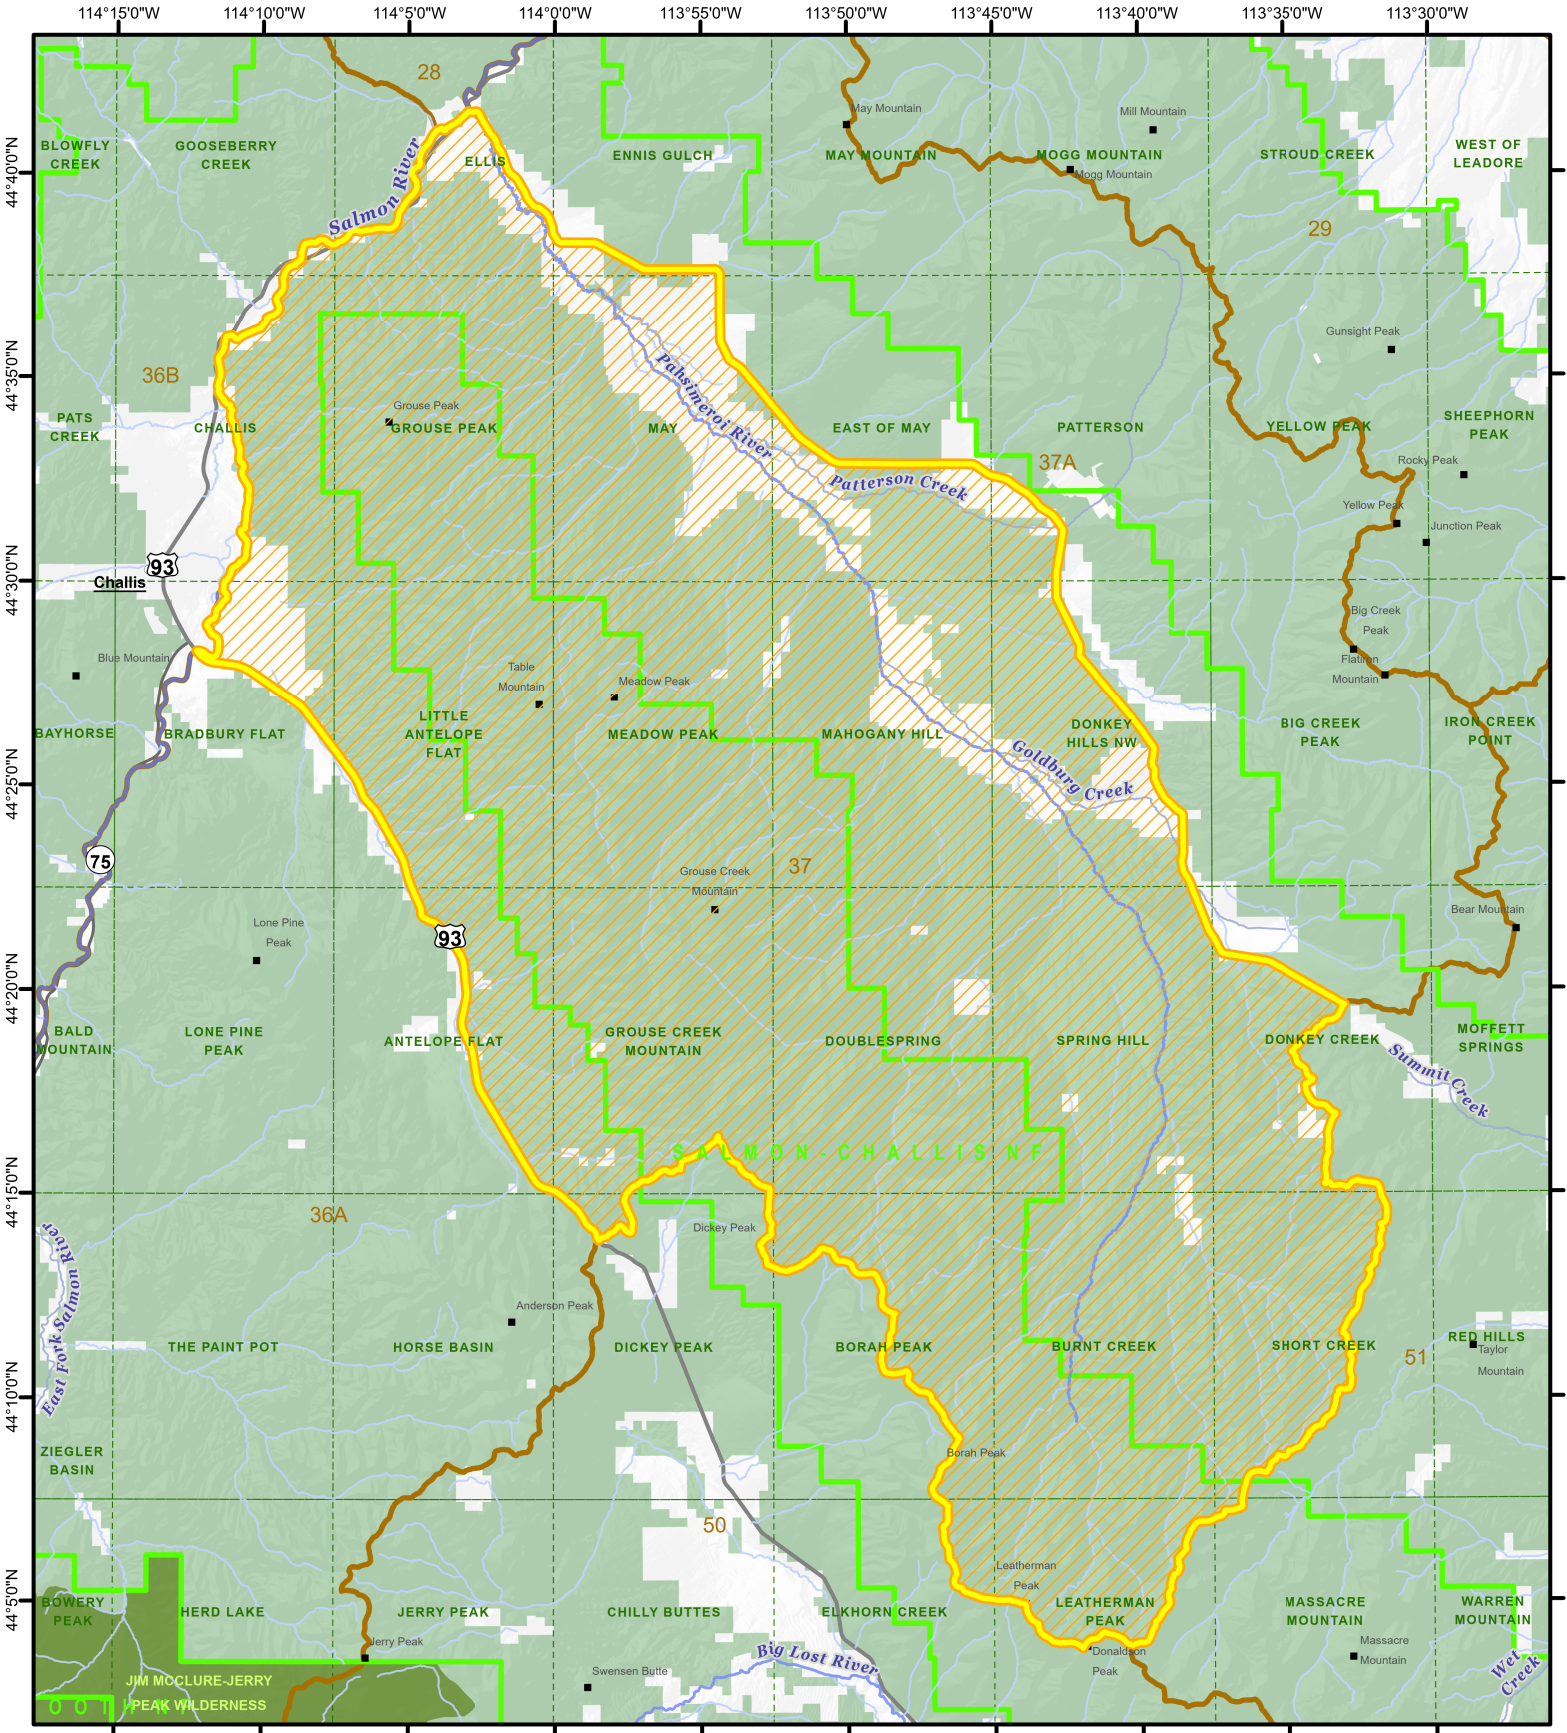 114°15'0"W 114°10'0"W 114°5'0"W 114°0'0"W 113°55'0"W 113°50'0"W 113°45'0"W 113°40'0"W 113°35'0"W 113°30'0"W
44°40'0"N
44°35'0"N
44°30'0"N
44°25'0"N
44°20'0"N
44°15'0"N
44°10'0"N
44°5'0"N
28
May Mountain
Mill Mountain
BLOWFLY
CREEK
GOOSEBERRY
CREEK
Salmon River
ELLIS
ENNIS GULCH
MAY MOUNTAIN
MOGG MOUNTAIN
Mogg Mountain
STROUD CREEK
WEST OF
LEADORE
29
Gunsight Peak
36B
Grouse Peak
PATS
CREEK
CHALLIS
GROUSE PEAK
MAY
Pahsimeroi River
EAST OF MAY
PATTERSON
YELLOW PEAK
SHEEPHORN
PEAK
Patterson Creek
37A
Rocky Peak
Yellow Peak
Junction Peak
93
Challis
Big Creek
Peak
Flatiron
Mountain
Blue Mountain
Table
Mountain
Meadow Peak
BAYHORSE
BRADBURY FLAT
LITTLE
ANTELOPE
FLAT
MEADOW PEAK
MAHOGANY HILL
DONKEY
HILLS NW
BIG CREEK
PEAK
IRON CREEK
POINT
Goldburg Creek
75
Grouse Creek
Mountain
37
Lone Pine
Peak
93
Bear Mountain
BALD
MOUNTAIN
LONE PINE
PEAK
ANTELOPE FLAT
GROUSE CREEK
MOUNTAIN
DOUBLESPRING
SPRING HILL
DONKEY CREEK
MOFFETT
SPRINGS
Summit Creek
SALMON-CHALLIS NF
36A
Dickey Peak
East Fork Salmon River
Anderson Peak
THE PAINT POT
HORSE BASIN
DICKEY PEAK
BORAH PEAK
BURNT CREEK
SHORT CREEK
RED HILLS
Taylor
Mountain
51
ZIEGLER
BASIN
Borah Peak
50
Leatherman
Peak
BOWERY
PEAK
HERD LAKE
JERRY PEAK
CHILLY BUTTES
ELKHORN CREEK
LEATHERMAN
PEAK
MASSACRE
MOUNTAIN
WARREN
MOUNTAIN
Jerry Peak
Big Lost River
Donaldson
Peak
Massacre
Mountain
Wet
Creek
Swensen Butte
JIM MCCLURE-JERRY
PEAK WILDERNESS